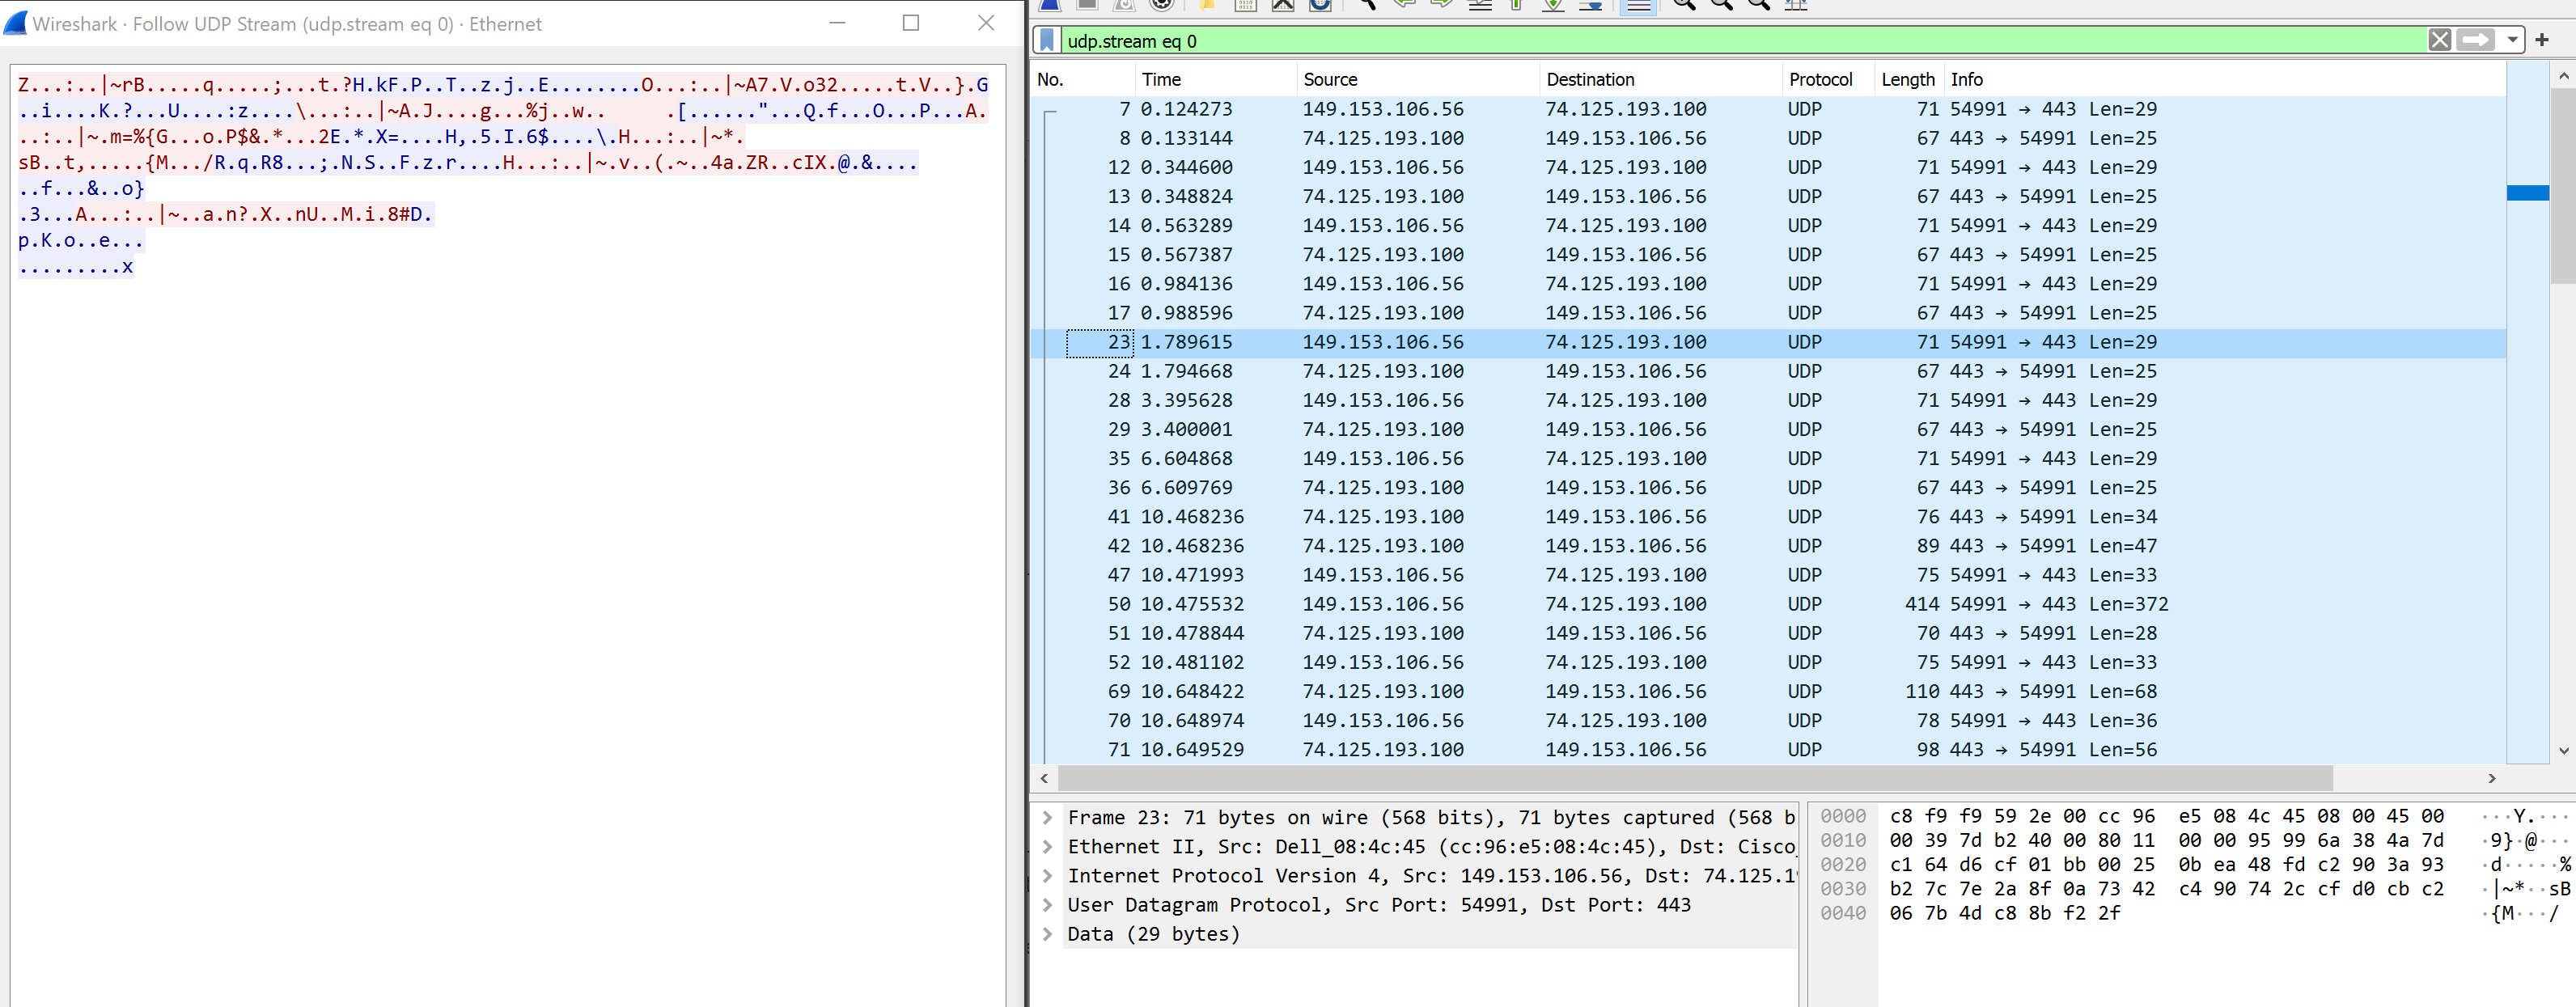 Wireshark · Follow UDP Stream (udp.stream eq 0) · Ethernet
Z...:..|~rB.....q.....;...t.?H.kF.P..T..z.j..E........O...:..|~A7.V.o32.....t.V..}.G
..i....K.?...U....:z....\...:..|~A.J....g...%j..w.. .[......"...Q.f...O...P...A.
..:..|~.m=%{G...o.P$&.*...2E.*.X=....H,.5.I.6$....\.H...:..|~*.
sB..t,.....{M.../R.q.R8...;.N.S..F.z.r....H...:..|~.v..(.~..4a.ZR..cIX.@.&....
..f...&..o}
.3...A...:..|~..a.n?.X..nU..M.i.8#D.
p.K.o..e...
.........x
udp.stream eq 0
No. Time Source Destination Protocol Length Info
7 0.124273 149.153.106.56 74.125.193.100 UDP 71 54991 → 443 Len=29
8 0.133144 74.125.193.100 149.153.106.56 UDP 67 443 → 54991 Len=25
12 0.344600 149.153.106.56 74.125.193.100 UDP 71 54991 → 443 Len=29
13 0.348824 74.125.193.100 149.153.106.56 UDP 67 443 → 54991 Len=25
14 0.563289 149.153.106.56 74.125.193.100 UDP 71 54991 → 443 Len=29
15 0.567387 74.125.193.100 149.153.106.56 UDP 67 443 → 54991 Len=25
16 0.984136 149.153.106.56 74.125.193.100 UDP 71 54991 → 443 Len=29
17 0.988596 74.125.193.100 149.153.106.56 UDP 67 443 → 54991 Len=25
23 1.789615 149.153.106.56 74.125.193.100 UDP 71 54991 → 443 Len=29
24 1.794668 74.125.193.100 149.153.106.56 UDP 67 443 → 54991 Len=25
28 3.395628 149.153.106.56 74.125.193.100 UDP 71 54991 → 443 Len=29
29 3.400001 74.125.193.100 149.153.106.56 UDP 67 443 → 54991 Len=25
35 6.604868 149.153.106.56 74.125.193.100 UDP 71 54991 → 443 Len=29
36 6.609769 74.125.193.100 149.153.106.56 UDP 67 443 → 54991 Len=25
41 10.468236 74.125.193.100 149.153.106.56 UDP 76 443 → 54991 Len=34
42 10.468236 74.125.193.100 149.153.106.56 UDP 89 443 → 54991 Len=47
47 10.471993 149.153.106.56 74.125.193.100 UDP 75 54991 → 443 Len=33
50 10.475532 149.153.106.56 74.125.193.100 UDP 414 54991 → 443 Len=372
51 10.478844 74.125.193.100 149.153.106.56 UDP 70 443 → 54991 Len=28
52 10.481102 149.153.106.56 74.125.193.100 UDP 75 54991 → 443 Len=33
69 10.648422 74.125.193.100 149.153.106.56 UDP 110 443 → 54991 Len=68
70 10.648974 149.153.106.56 74.125.193.100 UDP 78 54991 → 443 Len=36
71 10.649529 74.125.193.100 149.153.106.56 UDP 98 443 → 54991 Len=56
Frame 23: 71 bytes on wire (568 bits), 71 bytes captured (568 b
Ethernet II, Src: Dell_08:4c:45 (cc:96:e5:08:4c:45), Dst: Cisco_
Internet Protocol Version 4, Src: 149.153.106.56, Dst: 74.125.19
User Datagram Protocol, Src Port: 54991, Dst Port: 443
Data (29 bytes)
0000 c8 f9 f9 59 2e 00 cc 96 e5 08 4c 45 08 00 45 00 ···Y.···
0010 00 39 7d b2 40 00 80 11 00 00 95 99 6a 38 4a 7d ·9}·@···
0020 c1 64 d6 cf 01 bb 00 25 0b ea 48 fd c2 90 3a 93 ·d·····%
0030 b2 7c 7e 2a 8f 0a 73 42 c4 90 74 2c cf d0 cb c2 ·|~*··sB
0040 06 7b 4d c8 8b f2 2f ·{M···/